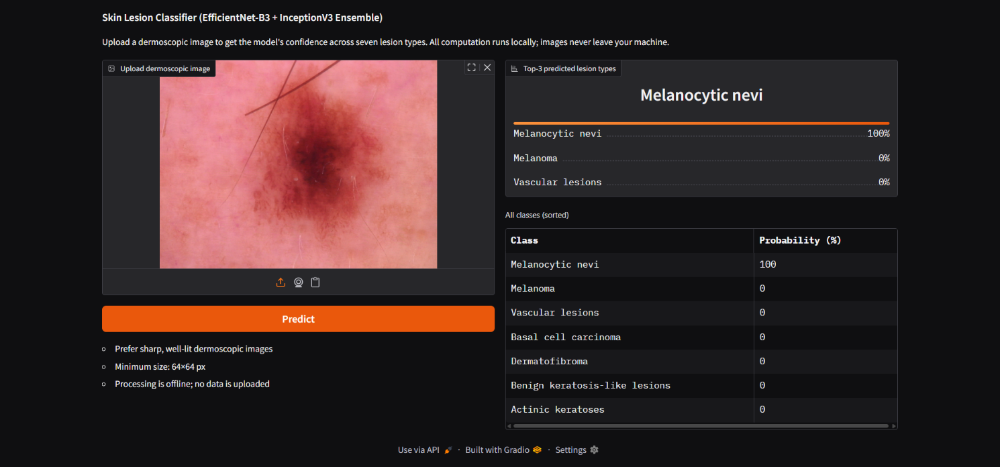 Skin Lesion Classifier (EfficientNet-B3 + InceptionV3 Ensemble)
Upload a dermoscopic image to get the model's confidence across seven lesion types. All computation runs locally; images never leave your machine.
Upload dermoscopic image
Predict
Prefer sharp, well-lit dermoscopic images
Minimum size: 64×64 px
Processing is offline; no data is uploaded
Top-3 predicted lesion types
Melanocytic nevi
Melanocytic nevi 100%
Melanoma 0%
Vascular lesions 0%
All classes (sorted)
Class Probability (%)
Melanocytic nevi 100
Melanoma 0
Vascular lesions 0
Basal cell carcinoma 0
Dermatofibroma 0
Benign keratosis-like lesions 0
Actinic keratoses 0
Use via API · Built with Gradio · Settings